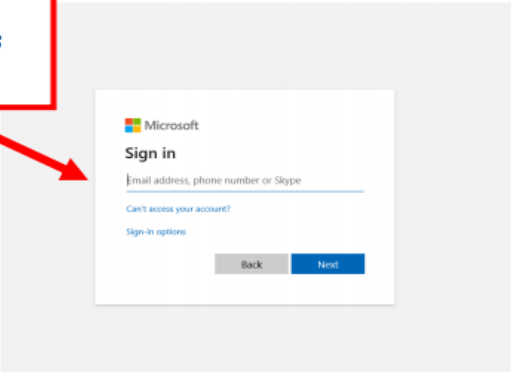 Microsoft
Sign in
Email address, phone number or Skype
Can't access your account?
Sign-in options
Back Next